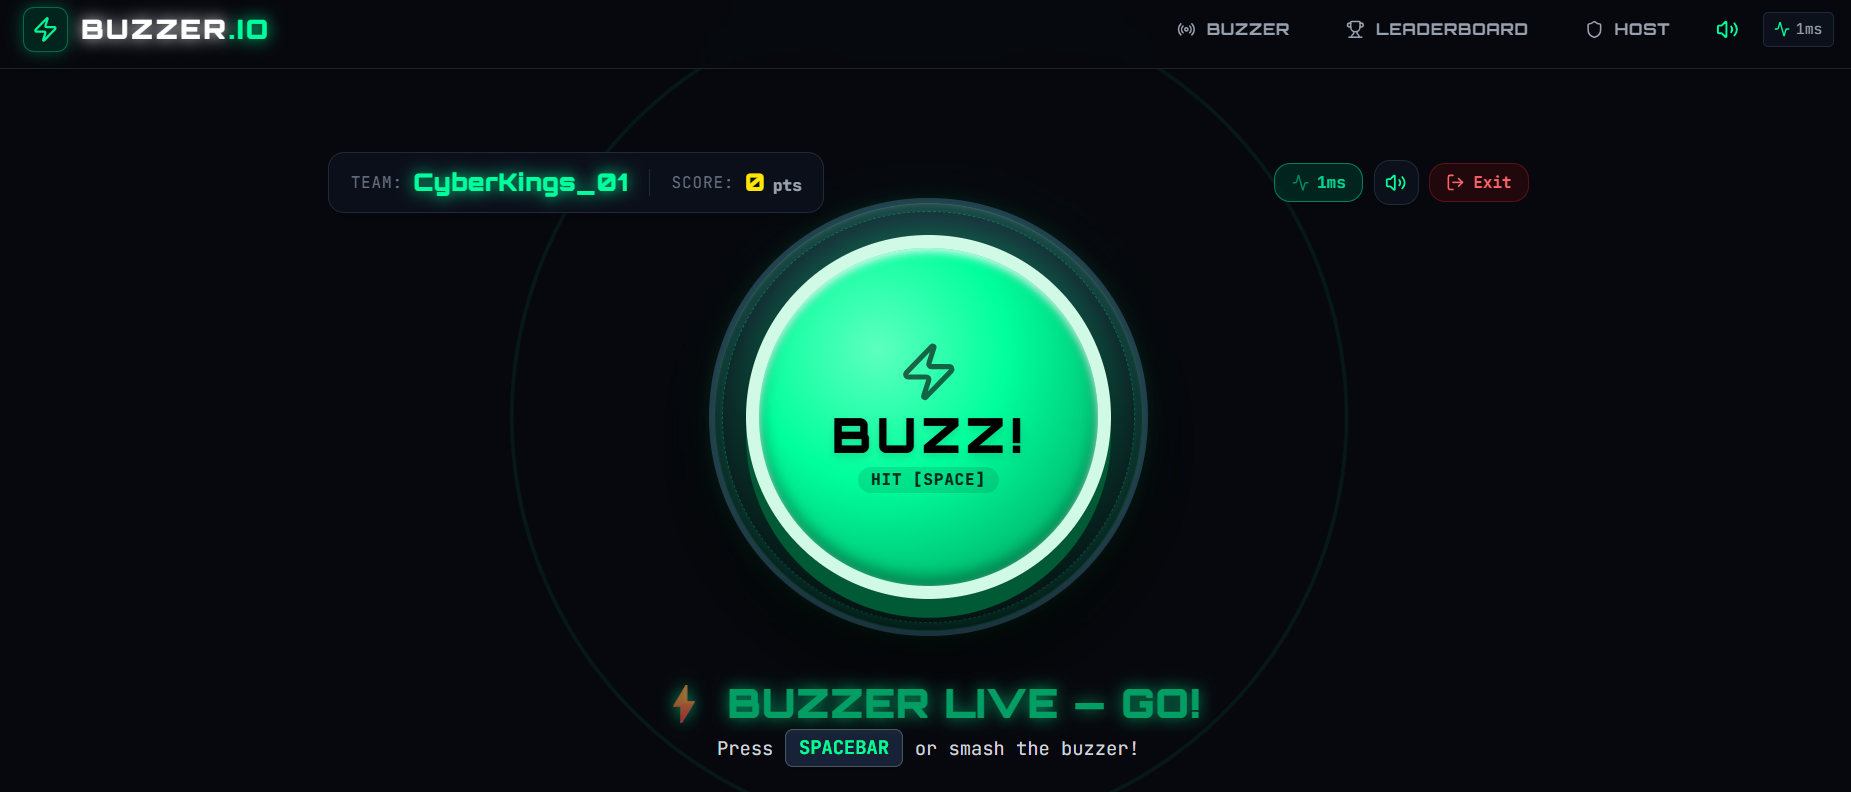 BUZZER.IO
BUZZER LEADERBOARD HOST 1ms
TEAM: CyberKings_01 SCORE: 0 pts
1ms Exit
BUZZ!
HIT [SPACE]
BUZZER LIVE — GO!
Press SPACEBAR or smash the buzzer!